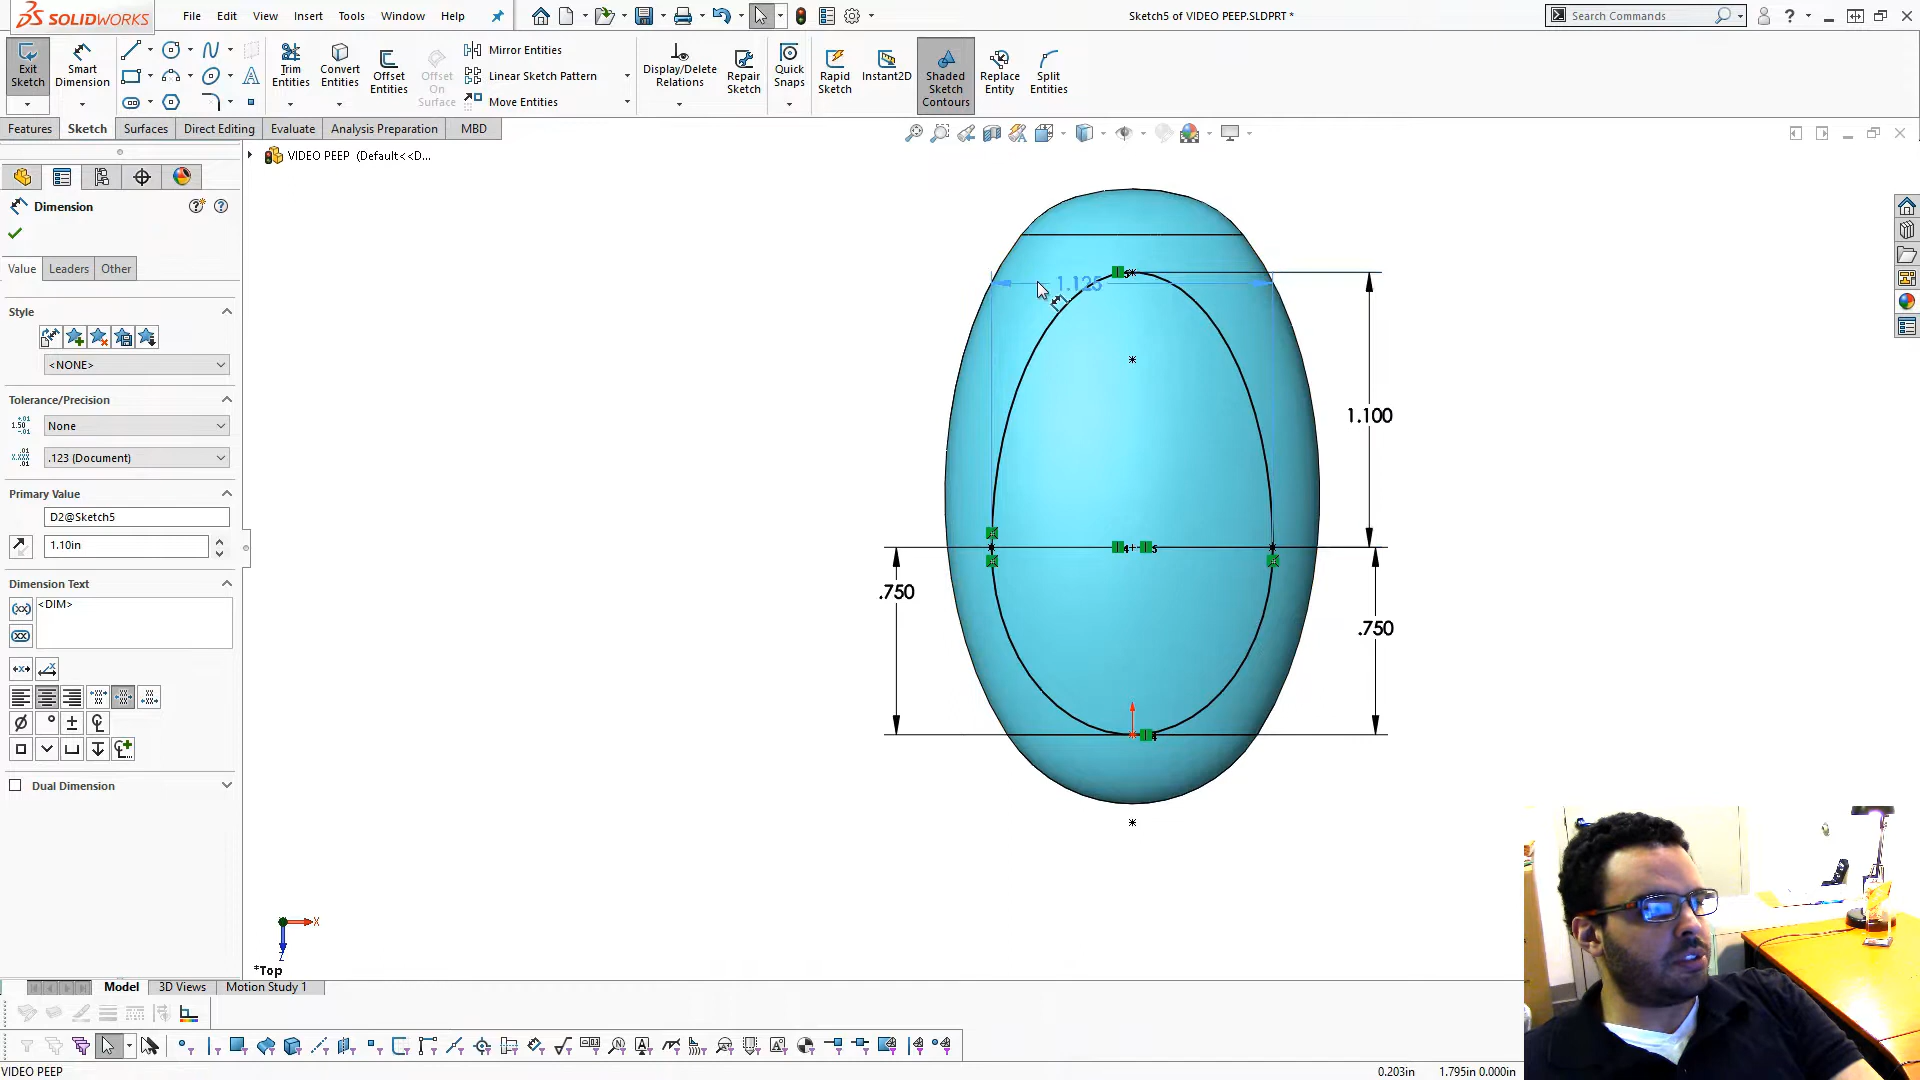 SOLIDWORKS
File Edit View Insert Tools Window Help
Sketch5 of VIDEO PEEP.SLDPRT *
Search Commands
Exit Sketch
Smart Dimension
Trim Entities
Convert Entities
Offset Entities
Offset On Surface
Mirror Entities
Linear Sketch Pattern
Move Entities
Display/Delete Relations
Repair Sketch
Quick Snaps
Rapid Sketch
Instant2D
Shaded Sketch Contours
Replace Entity
Split Entities
Features Sketch Surfaces Direct Editing Evaluate Analysis Preparation MBD
VIDEO PEEP (Default<<D...
Dimension
Value Leaders Other
Style
<NONE>
Tolerance/Precision
None
.123 (Document)
Primary Value
D2@Sketch5
1.10in
Dimension Text
<DIM>
Dual Dimension
1.125
1.100
.750
.750
X
Z
*Top
Model 3D Views Motion Study 1
VIDEO PEEP
0.203in 1.795in 0.000in